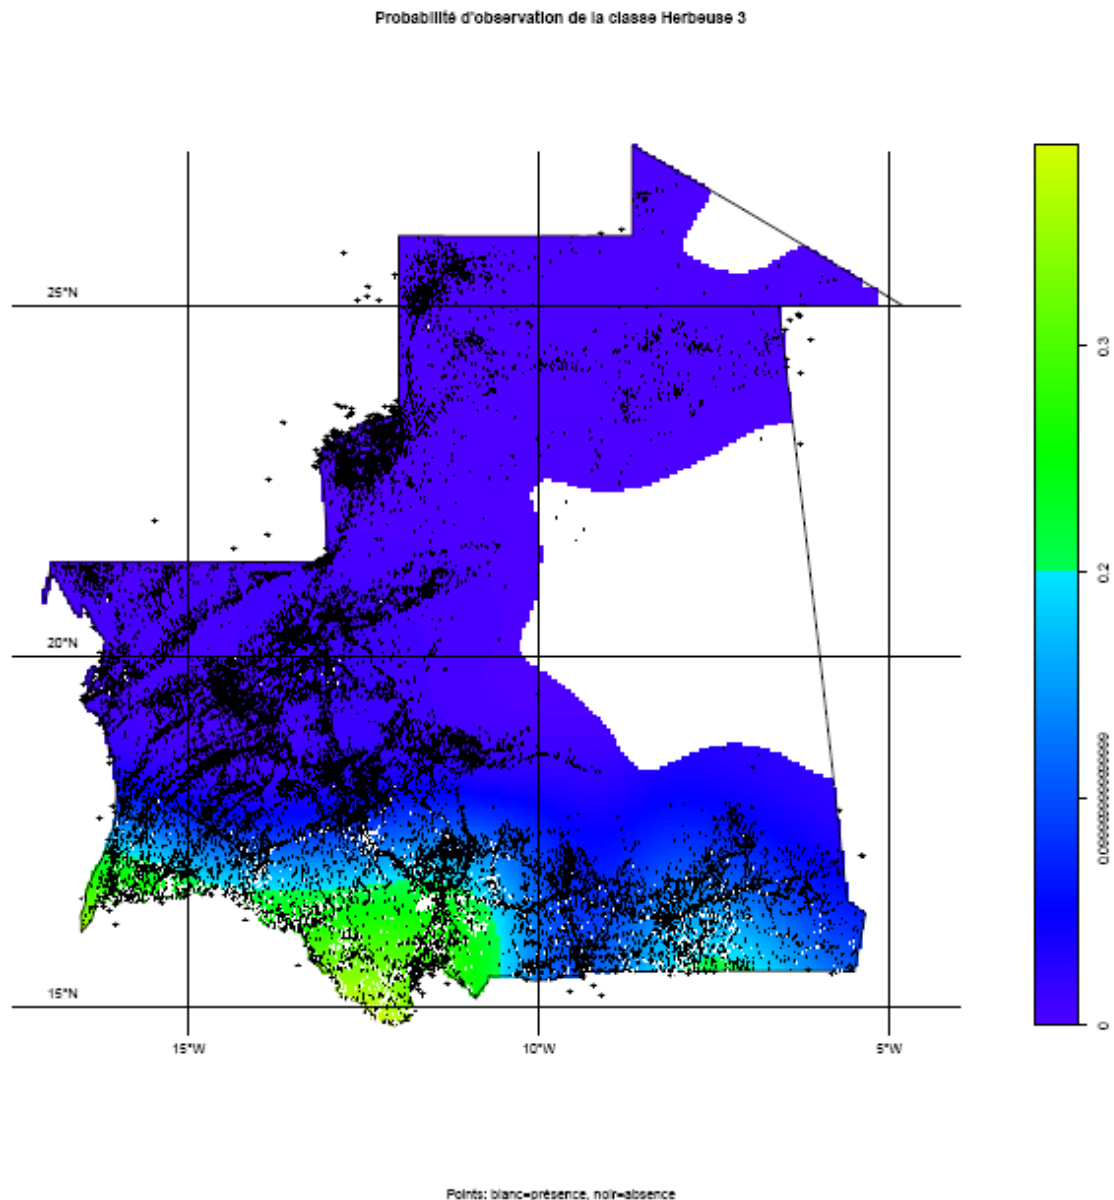 Probabilité d'observation de la classe Herbeuse 3
25°N
20°N
15°N
15°W
10°W
5°W
0.3
0.2
0
Points: blanc=présence, noir=absence